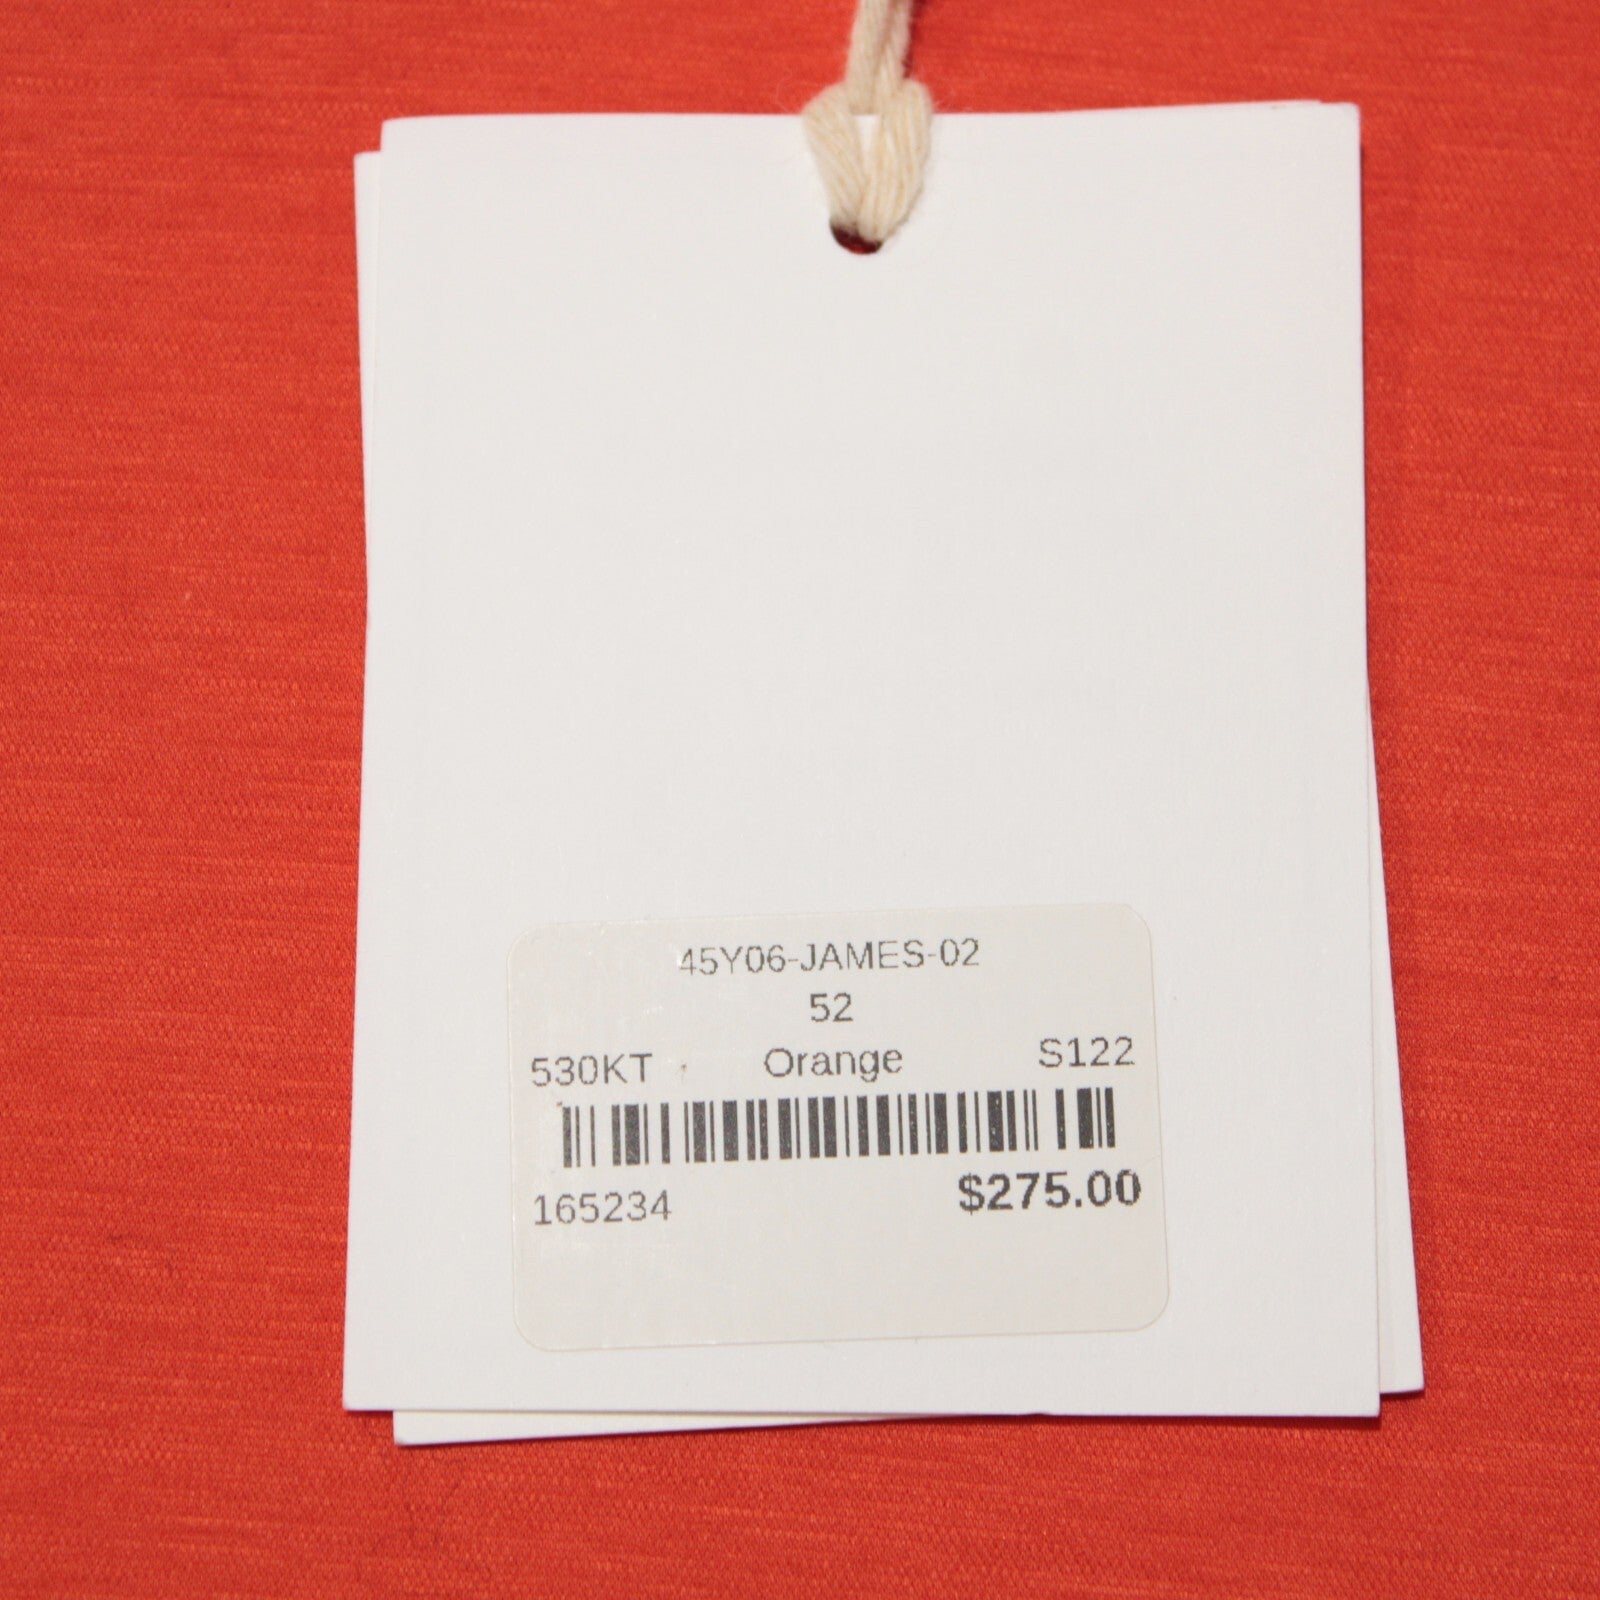 45Y06-JAMES-02
52
530KT Orange S122
165234 $275.00